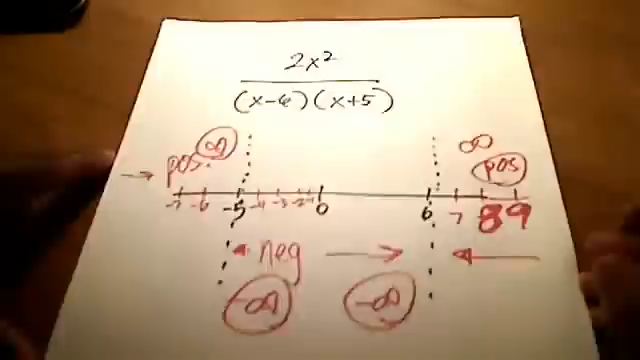 2x²
(x-6)(x+5)
pos. ∞ ∞ pos
→ -7 -6 -5 -4 -3 -2 -1 0 6 7 8 9
← neg → ←
-∞ -∞